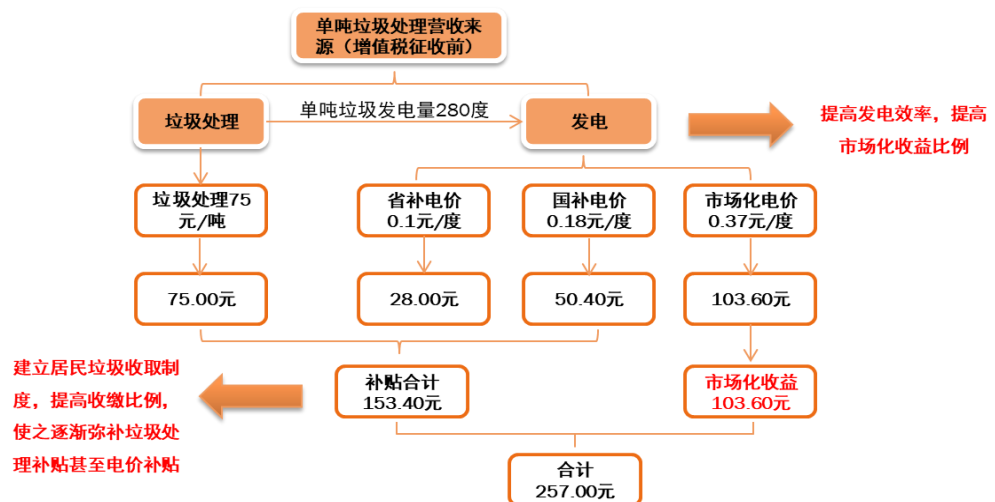 单吨垃圾处理营收来
源（增值税征收前）
垃圾处理
单吨垃圾发电量280度
发电
提高发电效率，提高
市场化收益比例
垃圾处理75
元/吨
省补电价
0.1元/度
国补电价
0.18元/度
市场化电价
0.37元/度
75.00元
28.00元
50.40元
103.60元
建立居民垃圾收取制
度，提高收缴比例，
使之逐渐弥补垃圾处
理补贴甚至电价补贴
补贴合计
153.40元
市场化收益
103.60元
合计
257.00元